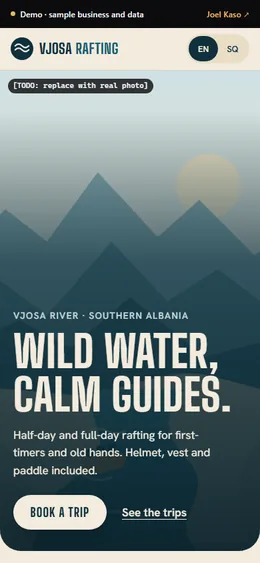 Demo · sample business and data
Joel Kaso ↗
VJOSA RAFTING
EN
SQ
[TODO: replace with real photo]
VJOSA RIVER · SOUTHERN ALBANIA
WILD WATER,
CALM GUIDES.
Half-day and full-day rafting for first-
timers and old hands. Helmet, vest and
paddle included.
BOOK A TRIP
See the trips